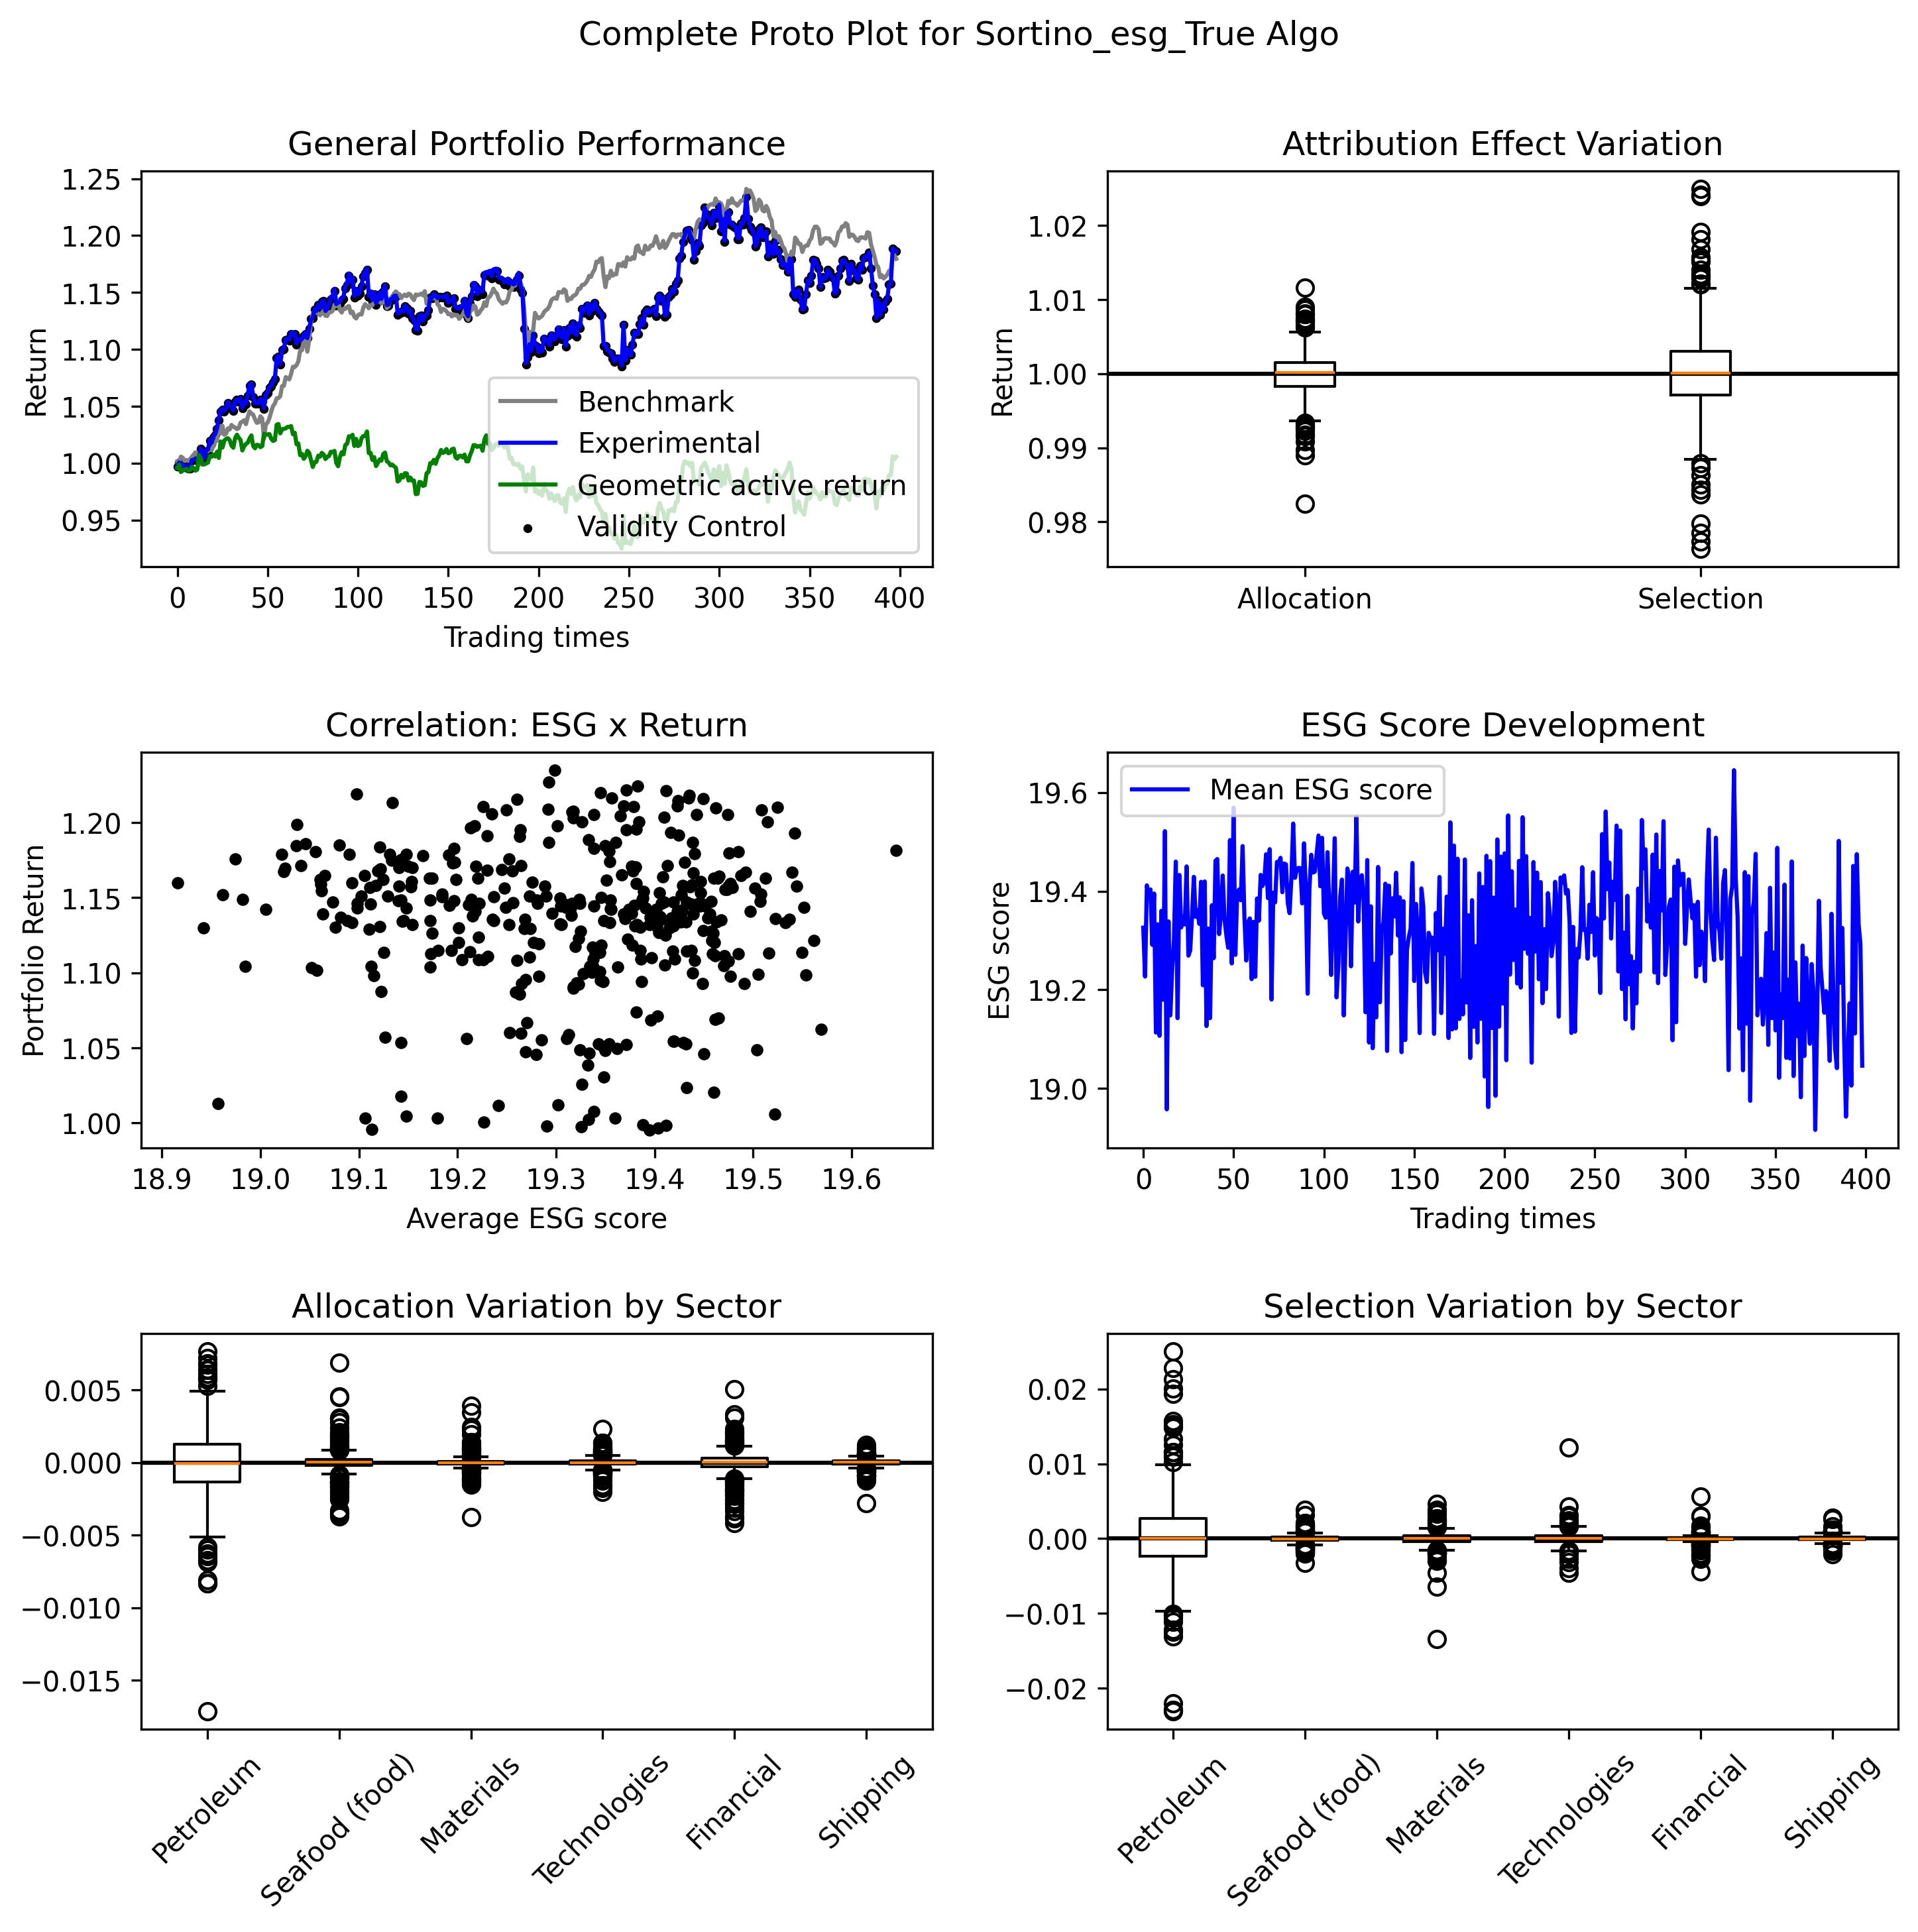 Complete Proto Plot for Sortino_esg_True Algo
General Portfolio Performance
1.25
1.20
1.15
1.10
1.05
1.00
0.95
Return
Benchmark
Experimental
Geometric active return
Validity Control
0 50 100 150 200 250 300 350 400
Trading times
Attribution Effect Variation
1.02
1.01
1.00
0.99
0.98
Return
Allocation Selection
Correlation: ESG x Return
1.20
1.15
1.10
1.05
1.00
Portfolio Return
18.9 19.0 19.1 19.2 19.3 19.4 19.5 19.6
Average ESG score
ESG Score Development
Mean ESG score
19.6
19.4
19.2
19.0
ESG score
0 50 100 150 200 250 300 350 400
Trading times
Allocation Variation by Sector
0.005
0.000
−0.005
−0.010
−0.015
Petroleum
Seafood (food)
Materials
Technologies
Financial
Shipping
Selection Variation by Sector
0.02
0.01
0.00
−0.01
−0.02
Petroleum
Seafood (food)
Materials
Technologies
Financial
Shipping